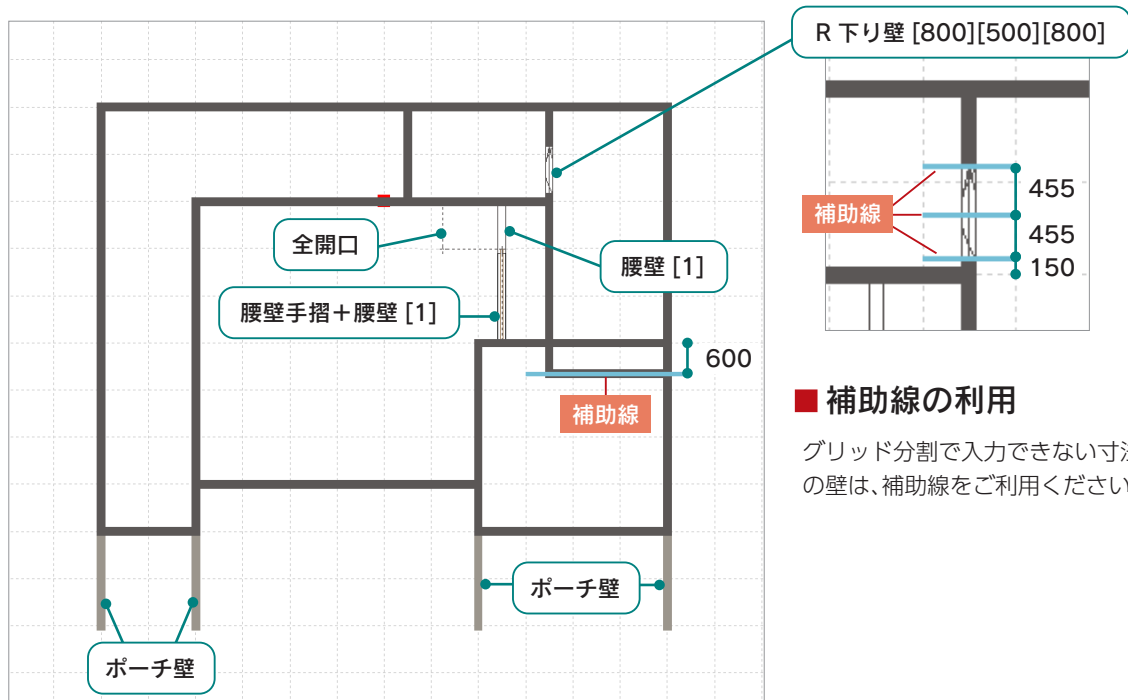 R 下り壁 [800][500][800]
455
補助線
455
150
全開口
腰壁 [1]
腰壁手摺＋腰壁 [1]
600
補助線
■ 補助線の利用
グリッド分割で入力できない寸
の壁は、補助線をご利用ください
ポーチ壁
ポーチ壁